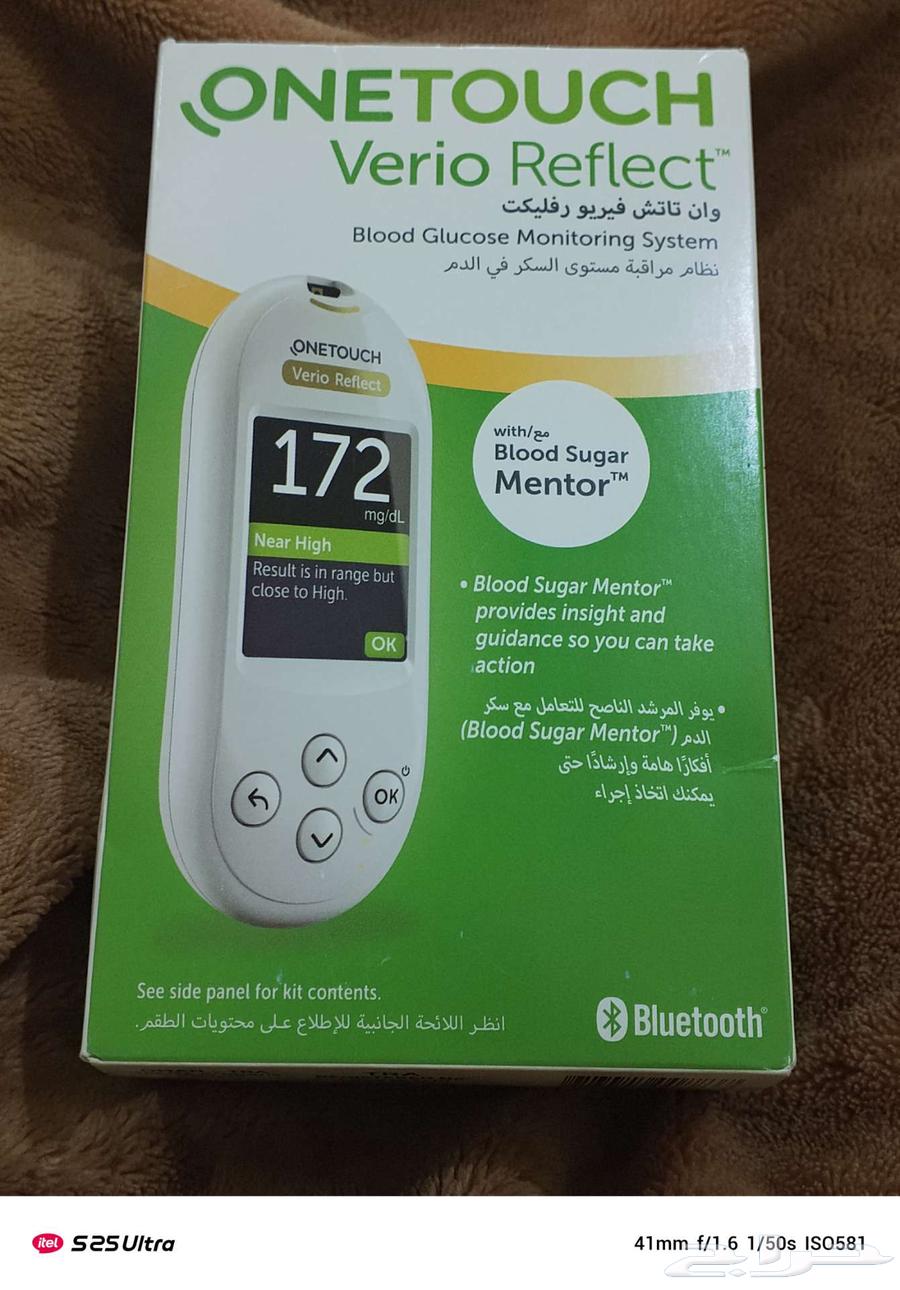 ONETOUCH
Verio Reflect™
وان تاتش فيريو رفليكت
Blood Glucose Monitoring System
نظام مراقبة مستوى السكر في الدم
ONETOUCH
Verio Reflect
172
mg/dL
Near High
Result is in range but
close to High.
OK
OK
with/مع
Blood Sugar
Mentor™
• Blood Sugar Mentor™
provides insight and
guidance so you can take
action
• يوفر المرشد الناصح للتعامل مع سكر
الدم (Blood Sugar Mentor™)
أفكارًا هامة وإرشادًا حتى
يمكنك اتخاذ إجراء
See side panel for kit contents.
انظر اللائحة الجانبية للإطلاع على محتويات الطقم.
Bluetooth®
itel S25 Ultra
41mm f/1.6 1/50s ISO581
حراج